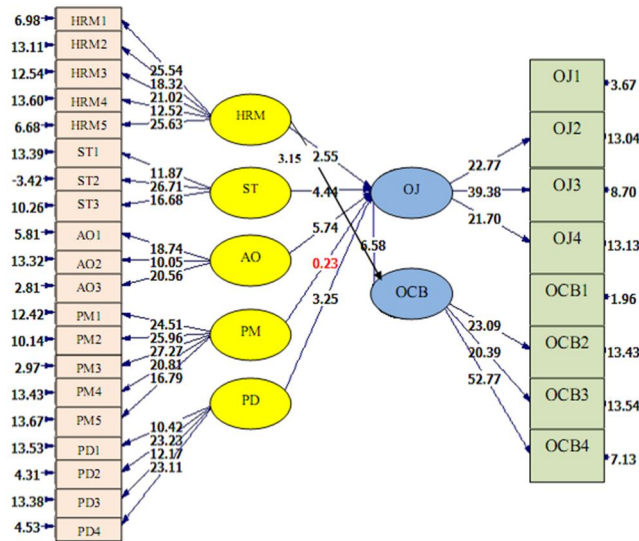 6.98 HRM1
13.11 HRM2
12.54 HRM3
13.60 HRM4
6.68 HRM5
13.39 ST1
-3.42 ST2
10.26 ST3
5.81 AO1
13.32 AO2
2.81 AO3
12.42 PM1
10.14 PM2
2.97 PM3
13.43 PM4
13.67 PM5
13.53 PD1
4.31 PD2
13.38 PD3
4.53 PD4
25.54
18.32
21.02
12.52
25.63
11.87
26.71
16.68
18.74
10.05
20.56
24.51
25.96
27.27
20.81
16.79
10.42
23.23
12.17
23.11
HRM
ST
AO
PM
PD
3.15
2.55
4.44
5.74
0.23
3.25
6.58
OJ
OCB
22.77
39.38
21.70
23.09
20.39
52.77
OJ1 3.67
OJ2 13.04
OJ3 8.70
OJ4 13.13
OCB1 1.96
OCB2 13.43
OCB3 13.54
OCB4 7.13